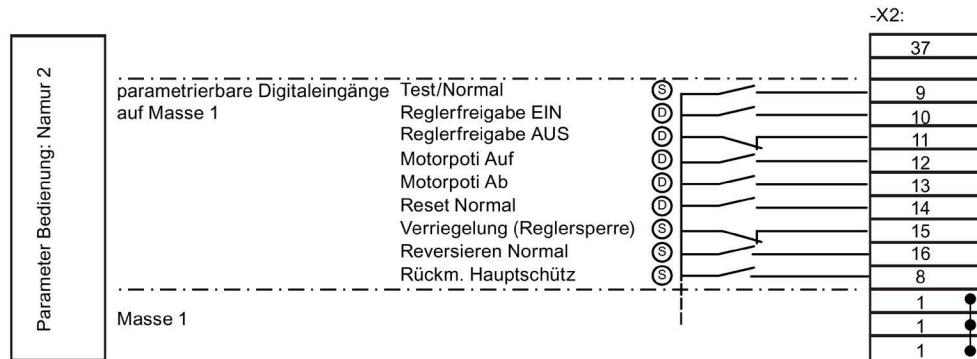 -X2:
37
Parameter Bedienung: Namur 2
parametrierbare Digitaleingänge Test/Normal S 9
auf Masse 1 Reglerfreigabe EIN D 10
Reglerfreigabe AUS D 11
Motorpoti Auf D 12
Motorpoti Ab D 13
Reset Normal D 14
Verriegelung (Reglersperre) S 15
Reversieren Normal S 16
Rückm. Hauptschütz S 8
1
Masse 1 1
1